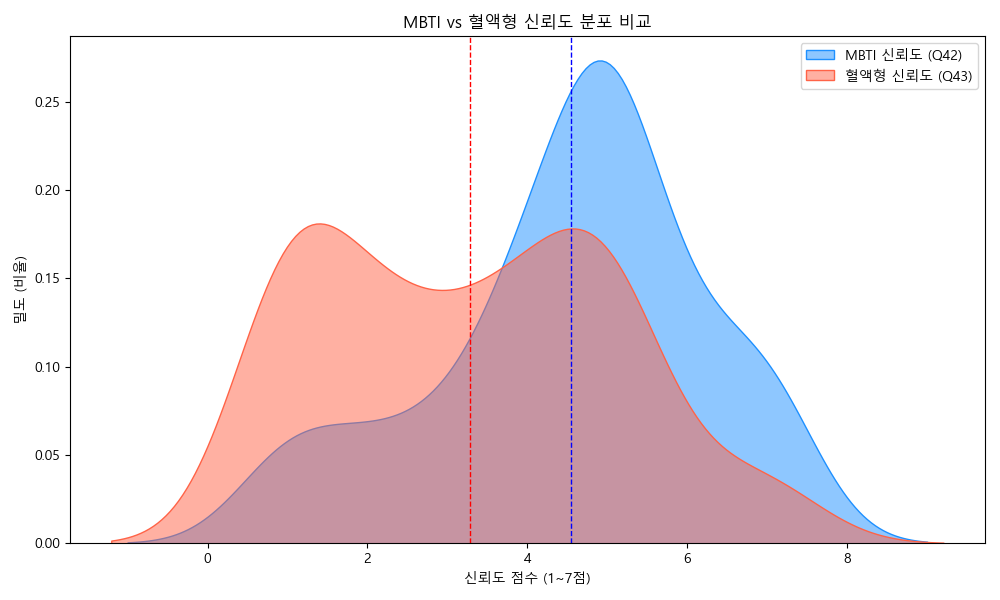 MBTI vs 혈액형 신뢰도 분포 비교
MBTI 신뢰도 (Q42)
혈액형 신뢰도 (Q43)
밀도 (비율)
0.25
0.20
0.15
0.10
0.05
0.00
0 2 4 6 8
신뢰도 점수 (1~7점)